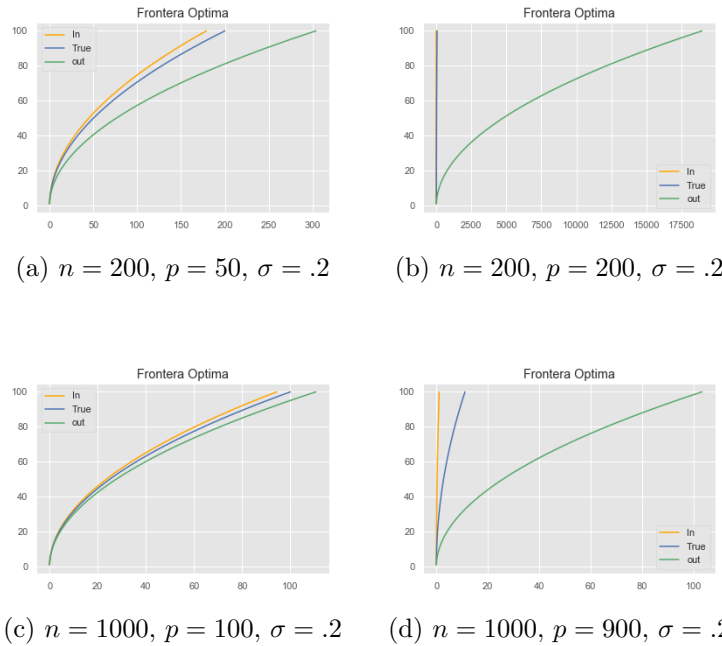 Frontera Optima
In
True
out
100
80
60
40
20
0
0 50 100 150 200 250 300
(a) n = 200, p = 50, σ = .2
Frontera Optima
100
80
60
40
20
0
In
True
out
0 2500 5000 7500 10000 12500 15000 17500
(b) n = 200, p = 200, σ = .2
Frontera Optima
In
True
out
100
80
60
40
20
0
0 20 40 60 80 100
(c) n = 1000, p = 100, σ = .2
Frontera Optima
100
80
60
40
20
0
In
True
out
0 20 40 60 80 100
(d) n = 1000, p = 900, σ = .2